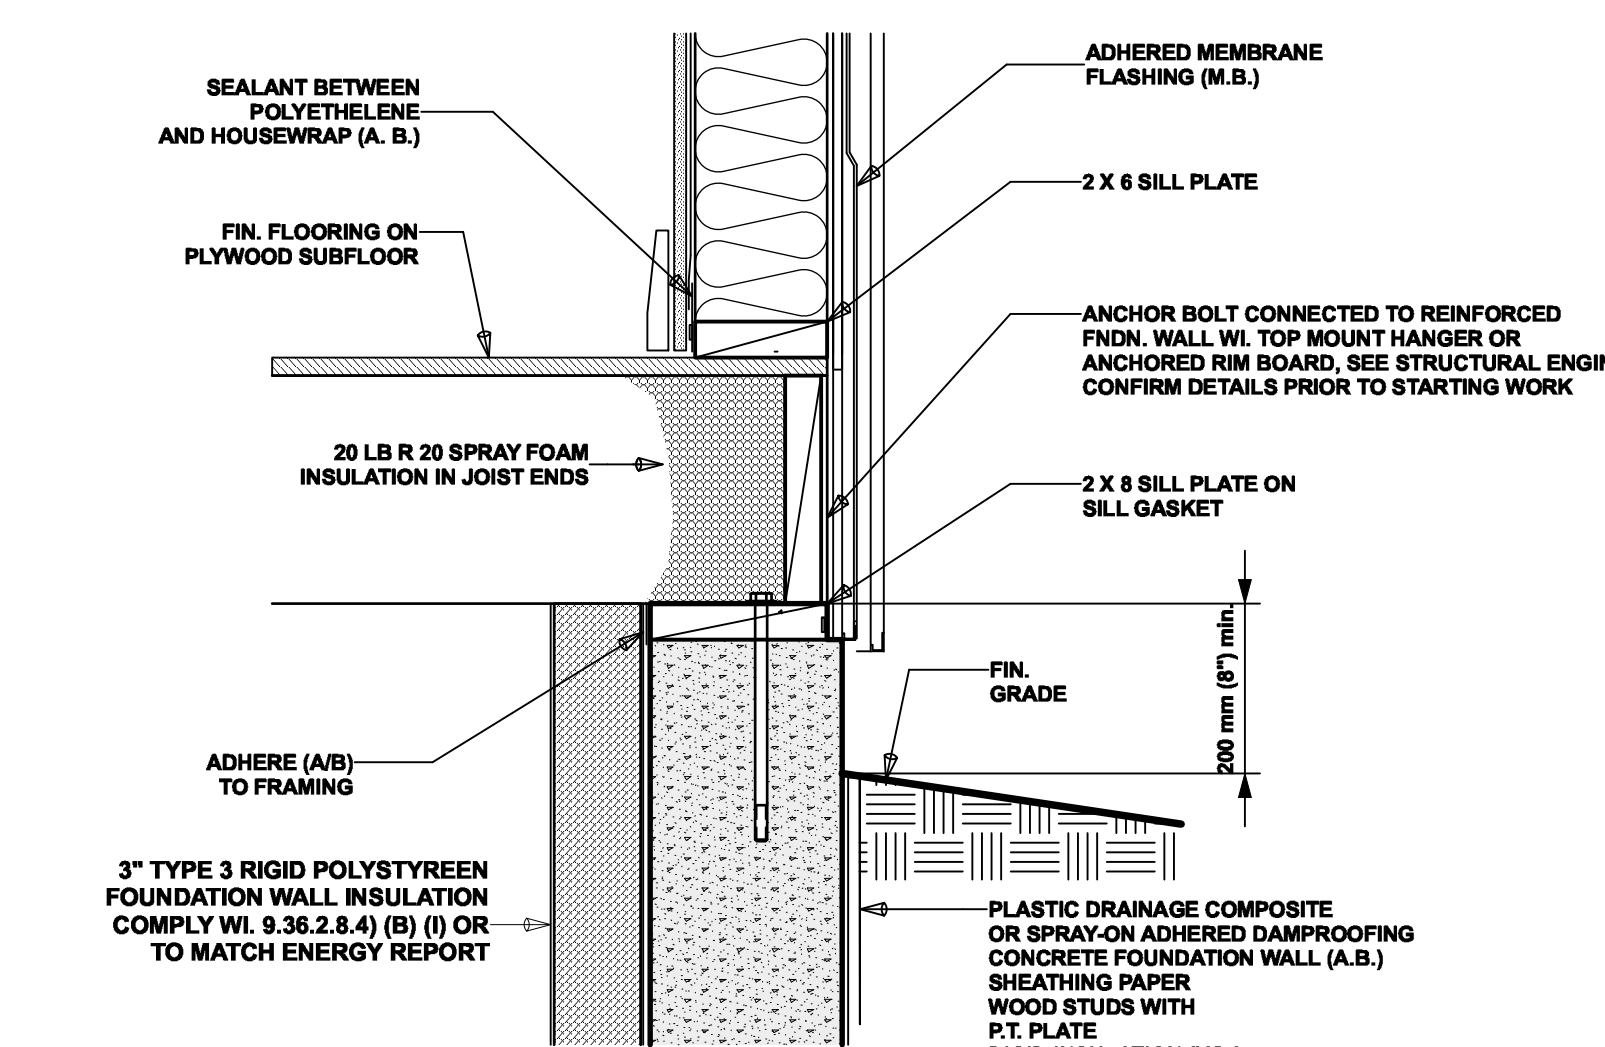 SEALANT BETWEEN
POLYETHELENE
AND HOUSEWRAP (A. B.)
FIN. FLOORING ON
PLYWOOD SUBFLOOR
20 LB R 20 SPRAY FOAM
INSULATION IN JOIST ENDS
ADHERE (A/B)
TO FRAMING
3" TYPE 3 RIGID POLYSTYREEN
FOUNDATION WALL INSULATION
COMPLY WI. 9.36.2.8.4) (B) (I) OR
TO MATCH ENERGY REPORT
ADHERED MEMBRANE
FLASHING (M.B.)
2 X 6 SILL PLATE
ANCHOR BOLT CONNECTED TO REINFORCED
FNDN. WALL WI. TOP MOUNT HANGER OR
ANCHORED RIM BOARD, SEE STRUCTURAL
CONFIRM DETAILS PRIOR TO STARTING WORK
2 X 8 SILL PLATE ON
SILL GASKET
200 mm (8") min.
FIN.
GRADE
PLASTIC DRAINAGE COMPOSITE
OR SPRAY-ON ADHERED DAMPROOFING
CONCRETE FOUNDATION WALL (A.B.)
SHEATHING PAPER
WOOD STUDS WITH
P.T. PLATE